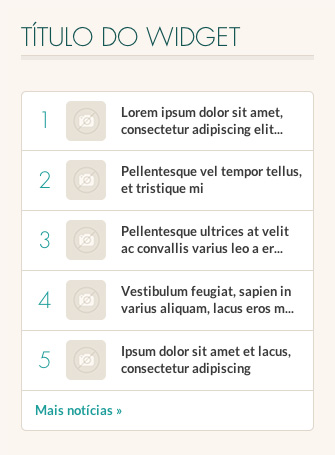 TÍTULO DO WIDGET
1
Lorem ipsum dolor sit amet,
consectetur adipiscing elit...
2
Pellentesque vel tempor tellus,
et tristique mi
3
Pellentesque ultrices at velit
ac convallis varius leo a er...
4
Vestibulum feugiat, sapien in
varius aliquam, lacus eros m...
5
Ipsum dolor sit amet et lacus,
consectetur adipiscing
Mais notícias »